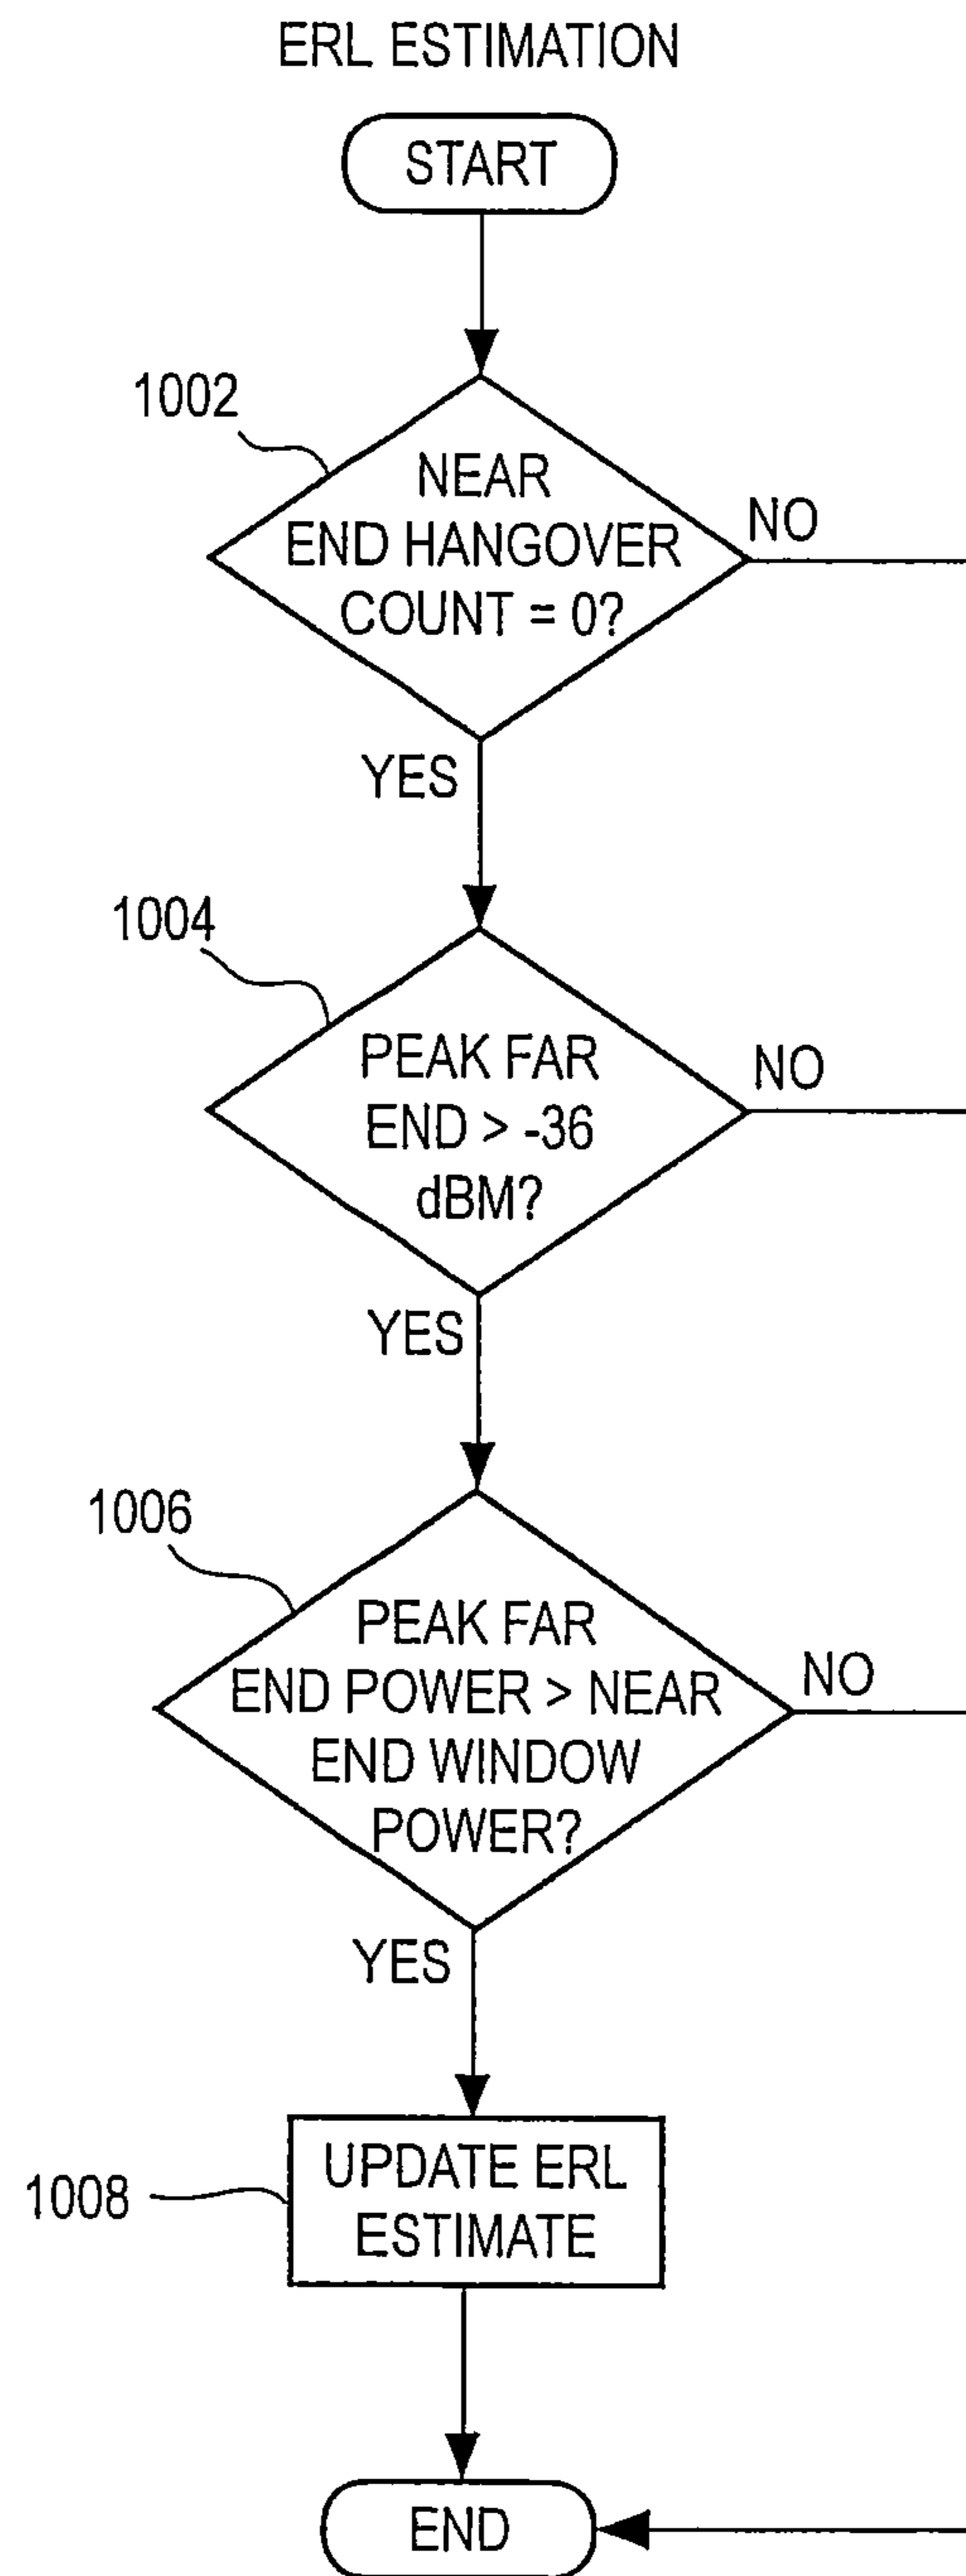 ERL ESTIMATION
START
1002
NEAR
END HANGOVER
COUNT = 0?
NO
YES
1004
PEAK FAR
END > -36
dBM?
NO
YES
1006
PEAK FAR
END POWER > NEAR
END WINDOW
POWER?
NO
YES
1008
UPDATE ERL
ESTIMATE
END